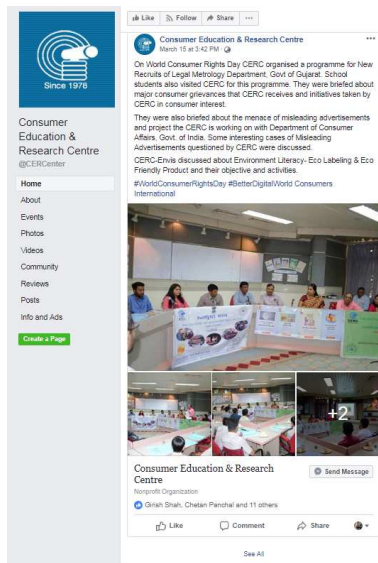 Since 1978
Consumer
Education &
Research Centre
@CERCenter
Home
About
Events
Photos
Videos
Community
Reviews
Posts
Info and Ads
Create a Page
Like Follow Share ...
Consumer Education & Research Centre
March 15 at 3:42 PM ·
On World Consumer Rights Day CERC organised a programme for New
Recruits of Legal Metrology Department, Govt of Gujarat. School
students also visited CERC for this programme. They were briefed about
major consumer grievances that CERC receives and initiatives taken by
CERC in consumer interest.
They were also briefed about the menace of misleading advertisements
and project the CERC is working on with Department of Consumer
Affairs, Govt. of India. Some interesting cases of Misleading
Advertisements questioned by CERC were discussed.
CERC-Envis discussed about Environment Literacy- Eco Labeling & Eco
Friendly Product and their objective and activities.
#WorldConsumerRightsDay #BetterDigitalWorld Consumers
International
+2
Consumer Education & Research
Centre
Nonprofit Organization
Send Message
Girish Shah, Chetan Panchal and 11 others
Like Comment Share
See All